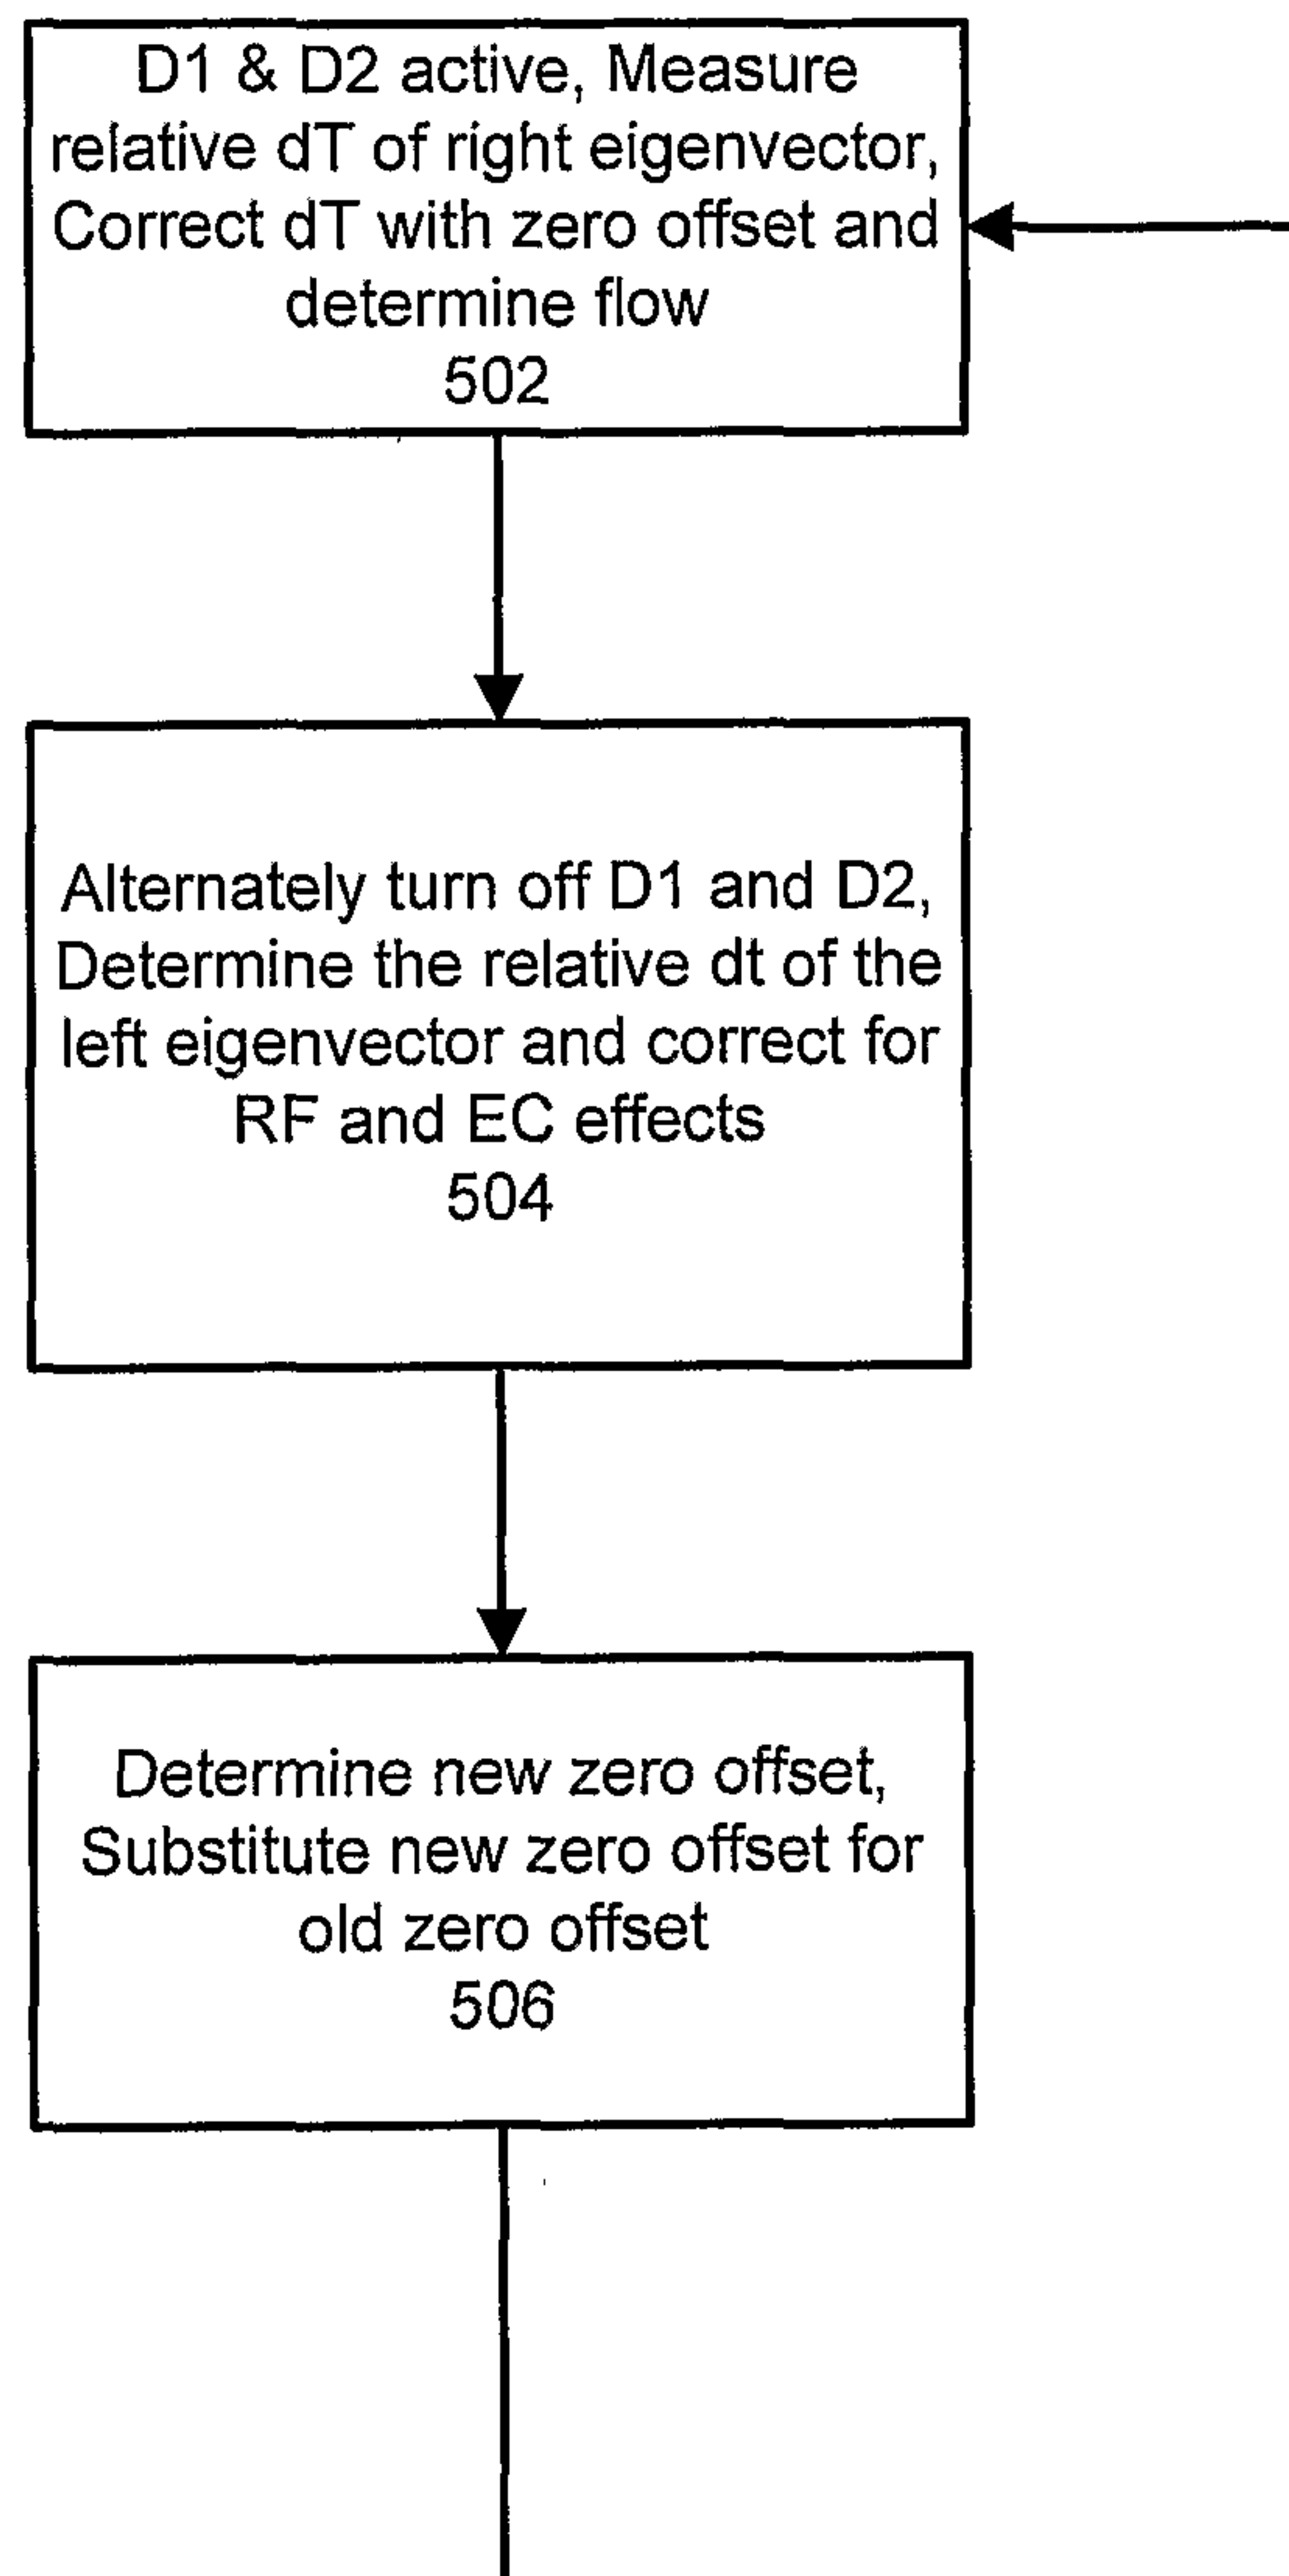 D1 & D2 active, Measure
relative dT of right eigenvector,
Correct dT with zero offset and
determine flow
502
Alternately turn off D1 and D2,
Determine the relative dt of the
left eigenvector and correct for
RF and EC effects
504
Determine new zero offset,
Substitute new zero offset for
old zero offset
506